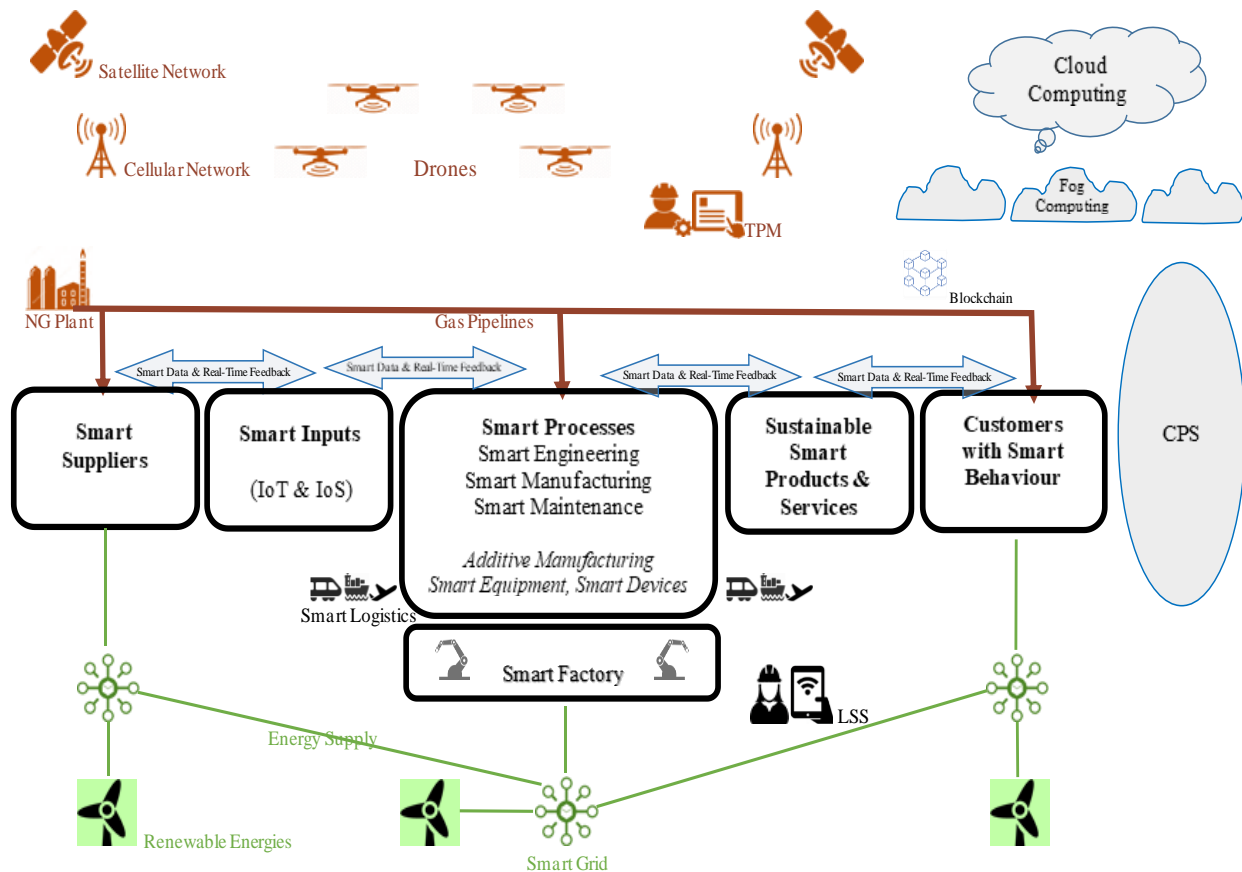 Satellite Network
Cloud
Computing
Cellular Network
Drones
Fog
Computing
TPM
Blockchain
NG Plant
Gas Pipelines
Smart Data & Real-Time Feedback
Smart Data & Real-Time Feedback
Smart Data & Real-Time Feedback
Smart Data & Real-Time Feedback
Smart
Suppliers
Smart Inputs
(IoT & IoS)
Smart Processes
Smart Engineering
Smart Manufacturing
Smart Maintenance
Additive Manufacturing
Smart Equipment, Smart Devices
Sustainable
Smart
Products &
Services
Customers
with Smart
Behaviour
CPS
Smart Logistics
Smart Factory
LSS
Energy Supply
Renewable Energies
Smart Grid